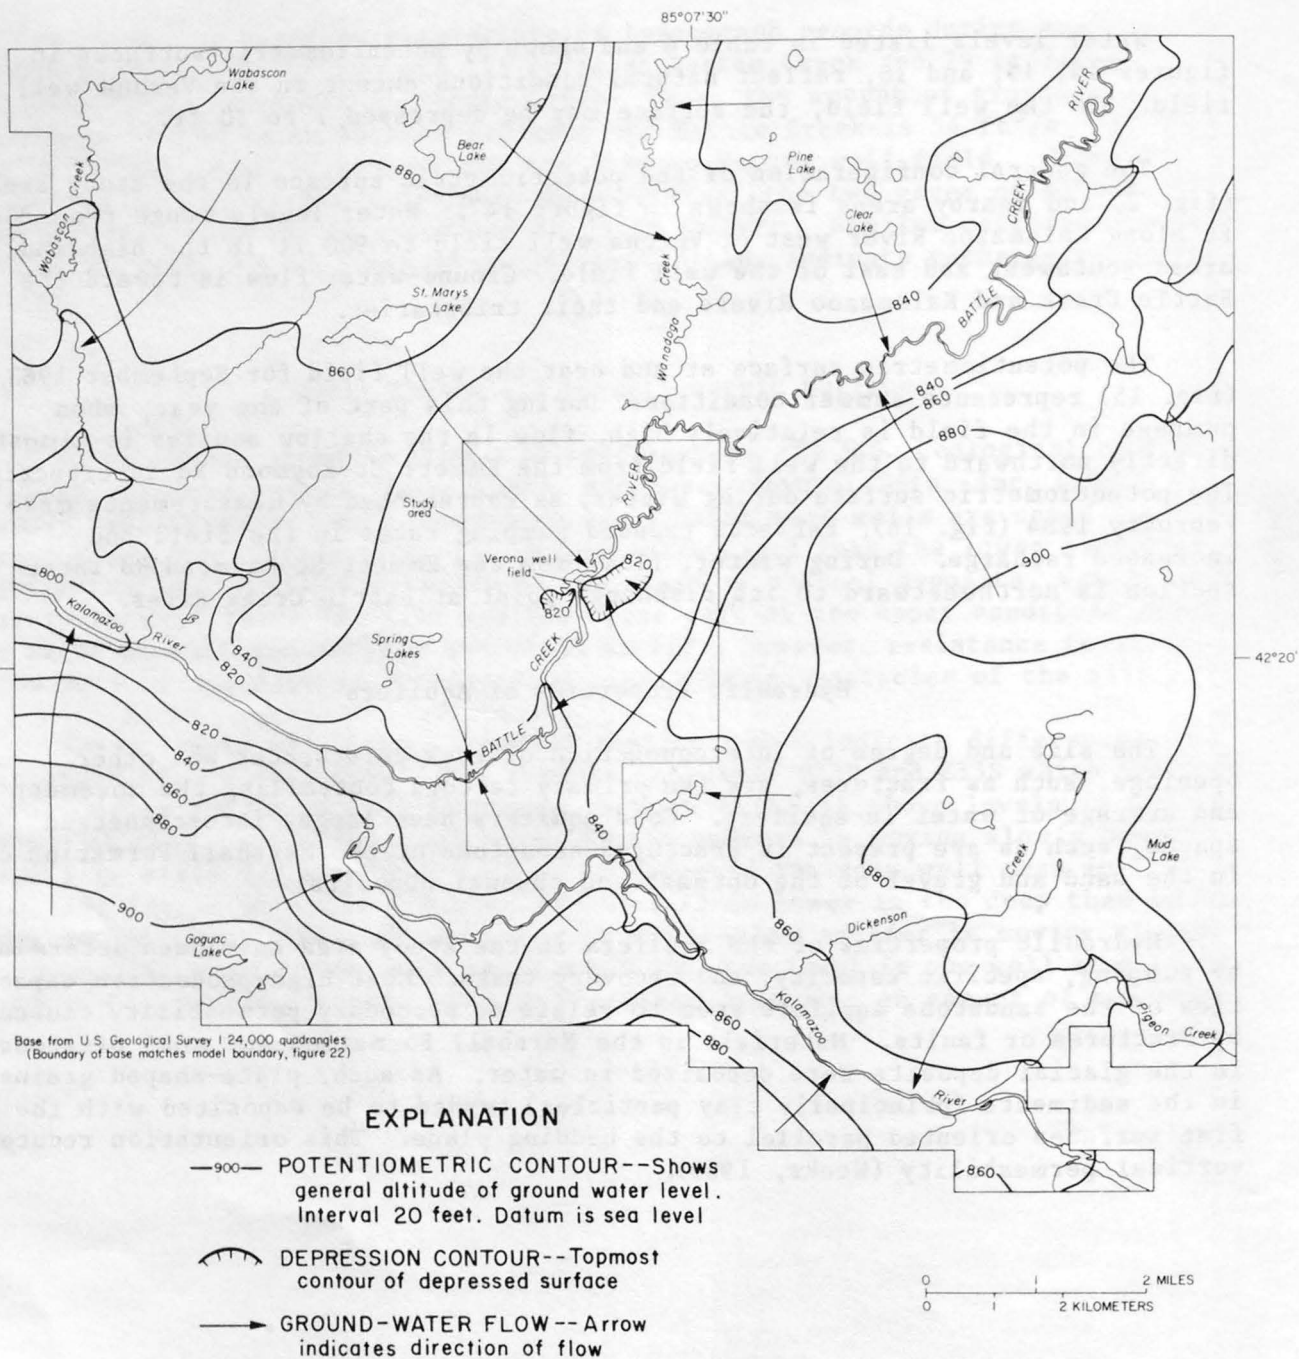 85°07'30"
Wabascon
Lake
880
Bear
Lake
Pine
Lake
Clear
Lake
RIVER
CREEK
BATTLE
Wabascon Creek
St. Marys
Lake
860
Wanadoga Creek
840
840
860
880
Study
area
RIVER
Verona well
field
820
820
900
800
Kalamazoo River
840
820
Spring
Lakes
CREEK
BATTLE
42°20'
820
840
860
880
900
840
Goguac
Lake
880
Creek
Mud
Lake
Dickenson
860
Kalamazoo
River
860
880
Pigeon Creek
860
Base from U.S. Geological Survey 1:24,000 quadrangles
(Boundary of base matches model boundary, figure 22)
EXPLANATION
—900— POTENTIOMETRIC CONTOUR--Shows
general altitude of ground water level.
Interval 20 feet. Datum is sea level
DEPRESSION CONTOUR--Topmost
contour of depressed surface
GROUND-WATER FLOW--Arrow
indicates direction of flow
0 1 2 MILES
0 1 2 KILOMETERS